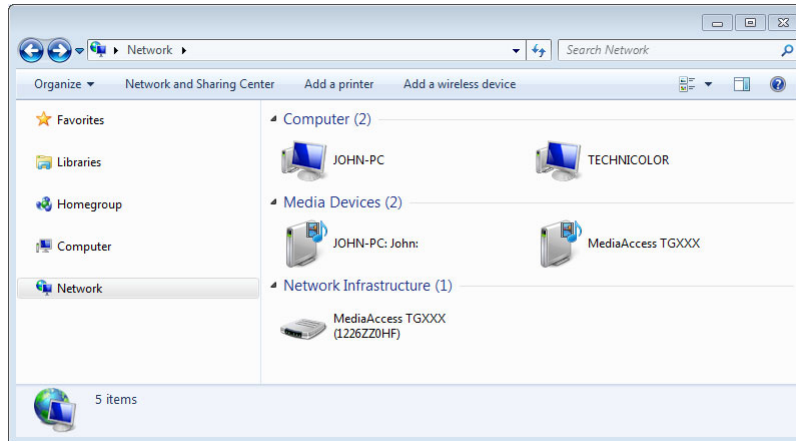 Network
Search Network
Organize
Network and Sharing Center
Add a printer
Add a wireless device
Favorites
Libraries
Homegroup
Computer
Network
Computer (2)
JOHN-PC
TECHNICOLOR
Media Devices (2)
JOHN-PC: John:
MediaAccess TGXXX
Network Infrastructure (1)
MediaAccess TGXXX
(1226ZZ0HF)
5 items